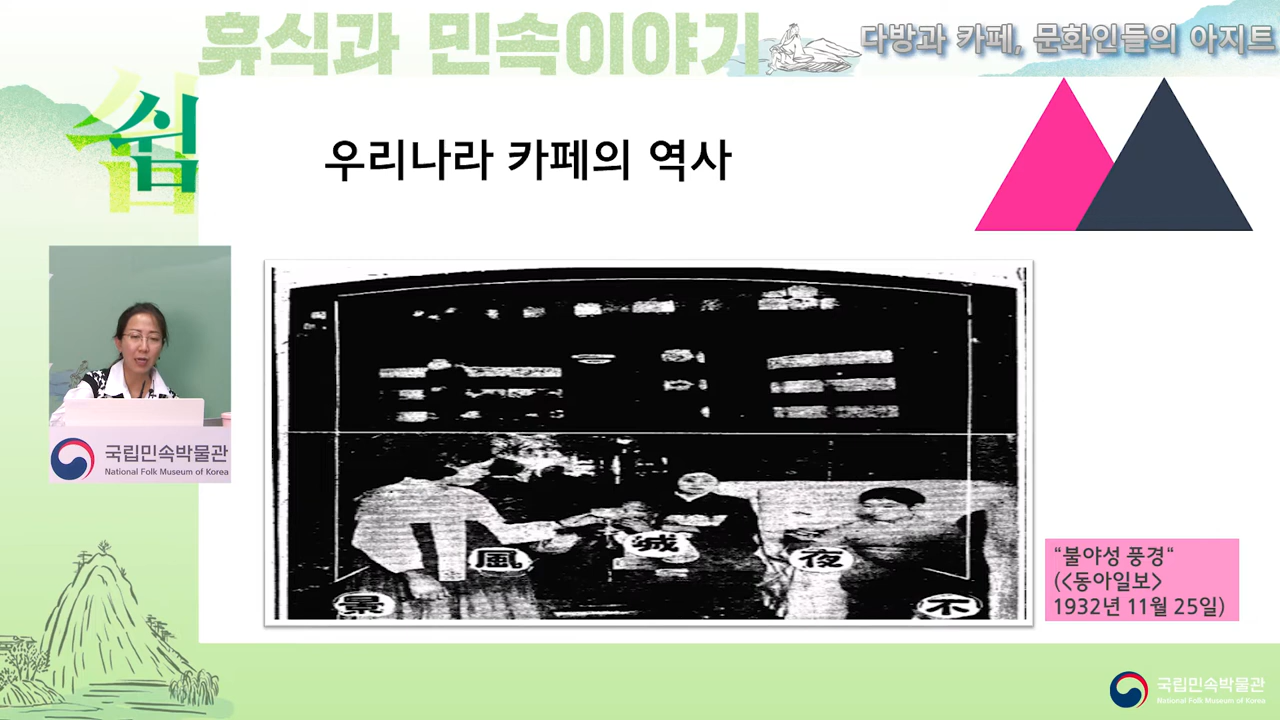 휴식과 민속이야기
다방과 카페, 문화인들의 아지트
쉼
우리나라 카페의 역사
국립민속박물관
National Folk Museum of Korea
風
城
夜
景
不
“불야성 풍경“
(<동아일보>
1932년 11월 25일)
국립민속박물관
National Folk Museum of Korea